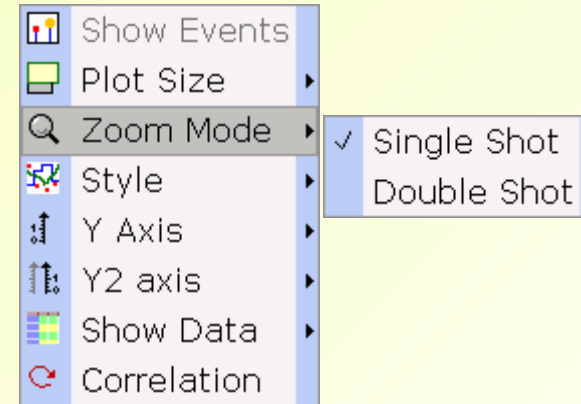 Show Events
Plot Size
Zoom Mode
Single Shot
Style
Double Shot
Y Axis
Y2 axis
Show Data
Correlation